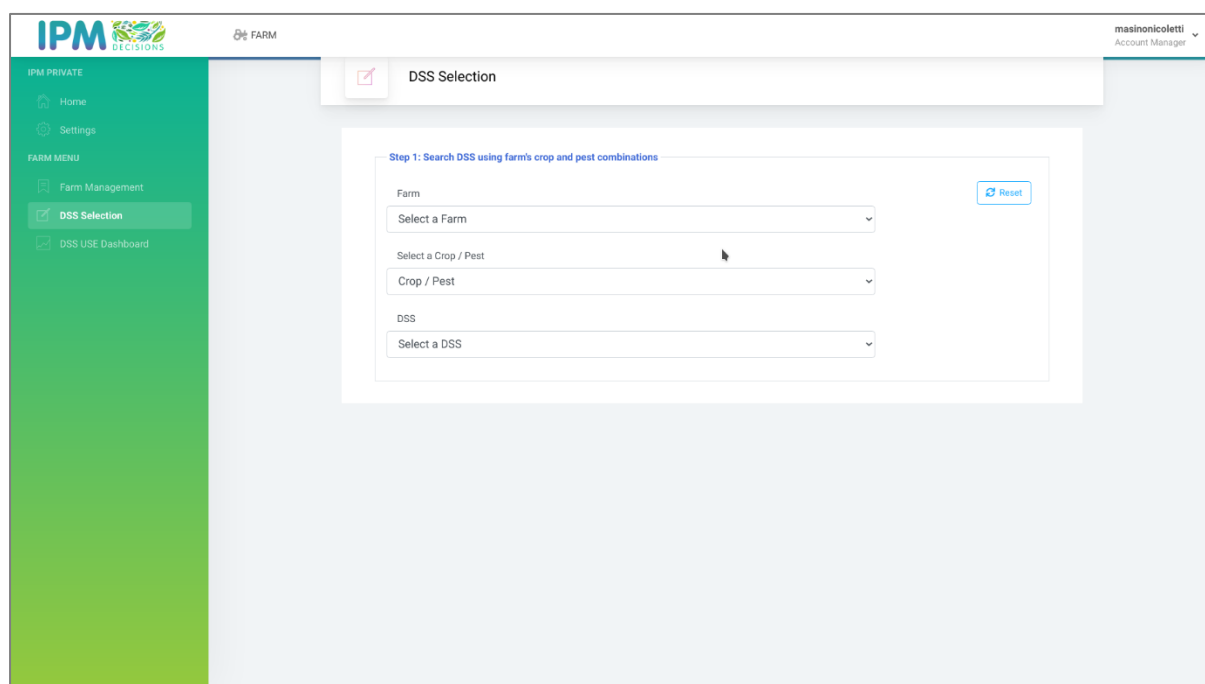 IPM
DECISIONS
FARM
masinonicoletti
Account Manager
IPM PRIVATE
Home
Settings
FARM MENU
Farm Management
DSS Selection
DSS USE Dashboard
DSS Selection
Step 1: Search DSS using farm's crop and pest combinations
Farm
Reset
Select a Farm
Select a Crop / Pest
Crop / Pest
DSS
Select a DSS